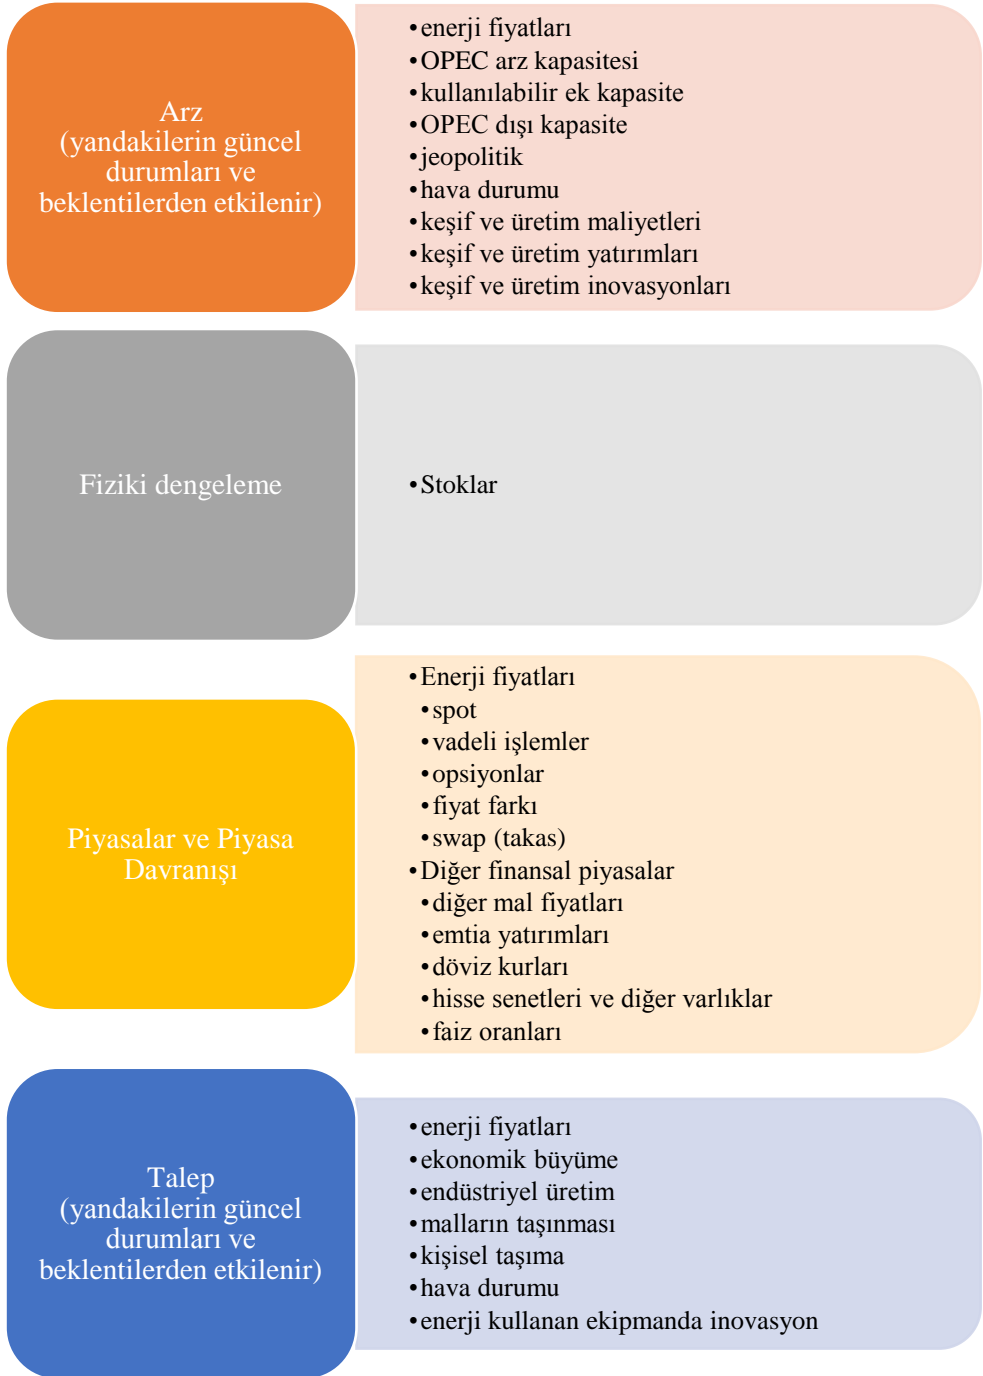 Arz
(yandakilerin güncel
durumları ve
beklentilerden etkilenir)
•enerji fiyatları
•OPEC arz kapasitesi
•kullanılabilir ek kapasite
•OPEC dışı kapasite
•jeopolitik
•hava durumu
•keşif ve üretim maliyetleri
•keşif ve üretim yatırımları
•keşif ve üretim inovasyonları
Fiziki dengeleme
•Stoklar
Piyasalar ve Piyasa
Davranışı
•Enerji fiyatları
•spot
•vadeli işlemler
•opsiyonlar
•fiyat farkı
•swap (takas)
•Diğer finansal piyasalar
•diğer mal fiyatları
•emtia yatırımları
•döviz kurları
•hisse senetleri ve diğer varlıklar
•faiz oranları
Talep
(yandakilerin güncel
durumları ve
beklentilerden etkilenir)
•enerji fiyatları
•ekonomik büyüme
•endüstriyel üretim
•malların taşınması
•kişisel taşıma
•hava durumu
•enerji kullanan ekipmanda inovasyon